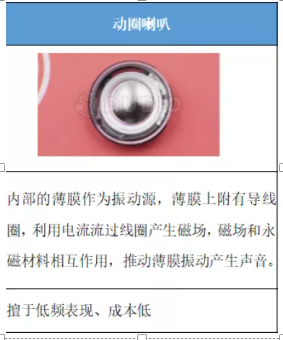 动圈喇叭
内部的薄膜作为振动源，薄膜上附有导线
圈，利用电流流过线圈产生磁场，磁场和永
磁材料相互作用，推动薄膜振动产生声音。
擅于低频表现、成本低